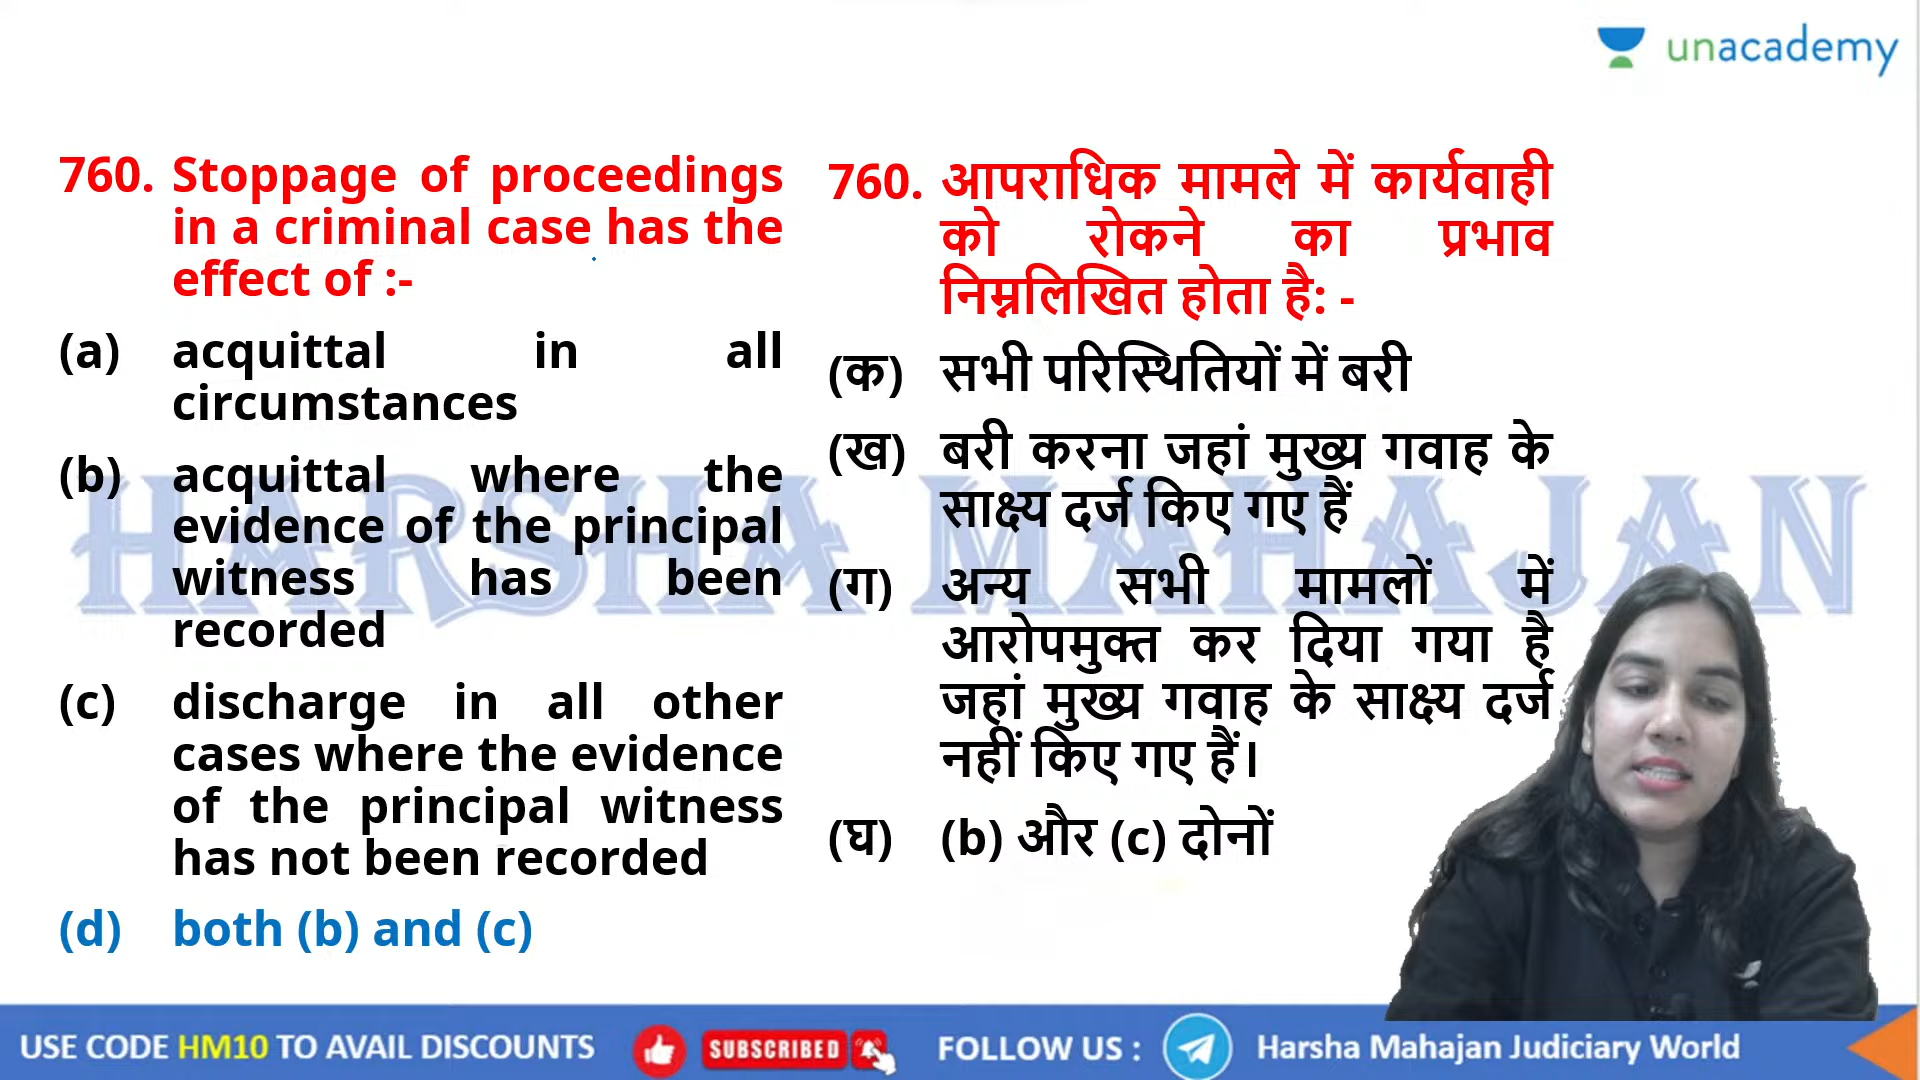 unacademy
760. Stoppage of proceedings
in a criminal case has the
effect of :-
(a) acquittal in all
circumstances
(b) acquittal where the
evidence of the principal
witness has been
recorded
(c) discharge in all other
cases where the evidence
of the principal witness
has not been recorded
(d) both (b) and (c)
760. आपराधिक मामले में कार्यवाही
को रोकने का प्रभाव
निम्नलिखित होता है: -
(क) सभी परिस्थितियों में बरी
(ख) बरी करना जहां मुख्य गवाह के
साक्ष्य दर्ज किए गए हैं
(ग) अन्य सभी मामलों में
आरोपमुक्त कर दिया गया है
जहां मुख्य गवाह के साक्ष्य दर्ज
नहीं किए गए हैं।
(घ) (b) और (c) दोनों
HARSHA MAHAJAN
USE CODE HM10 TO AVAIL DISCOUNTS
SUBSCRIBED
FOLLOW US :
Harsha Mahajan Judiciary World